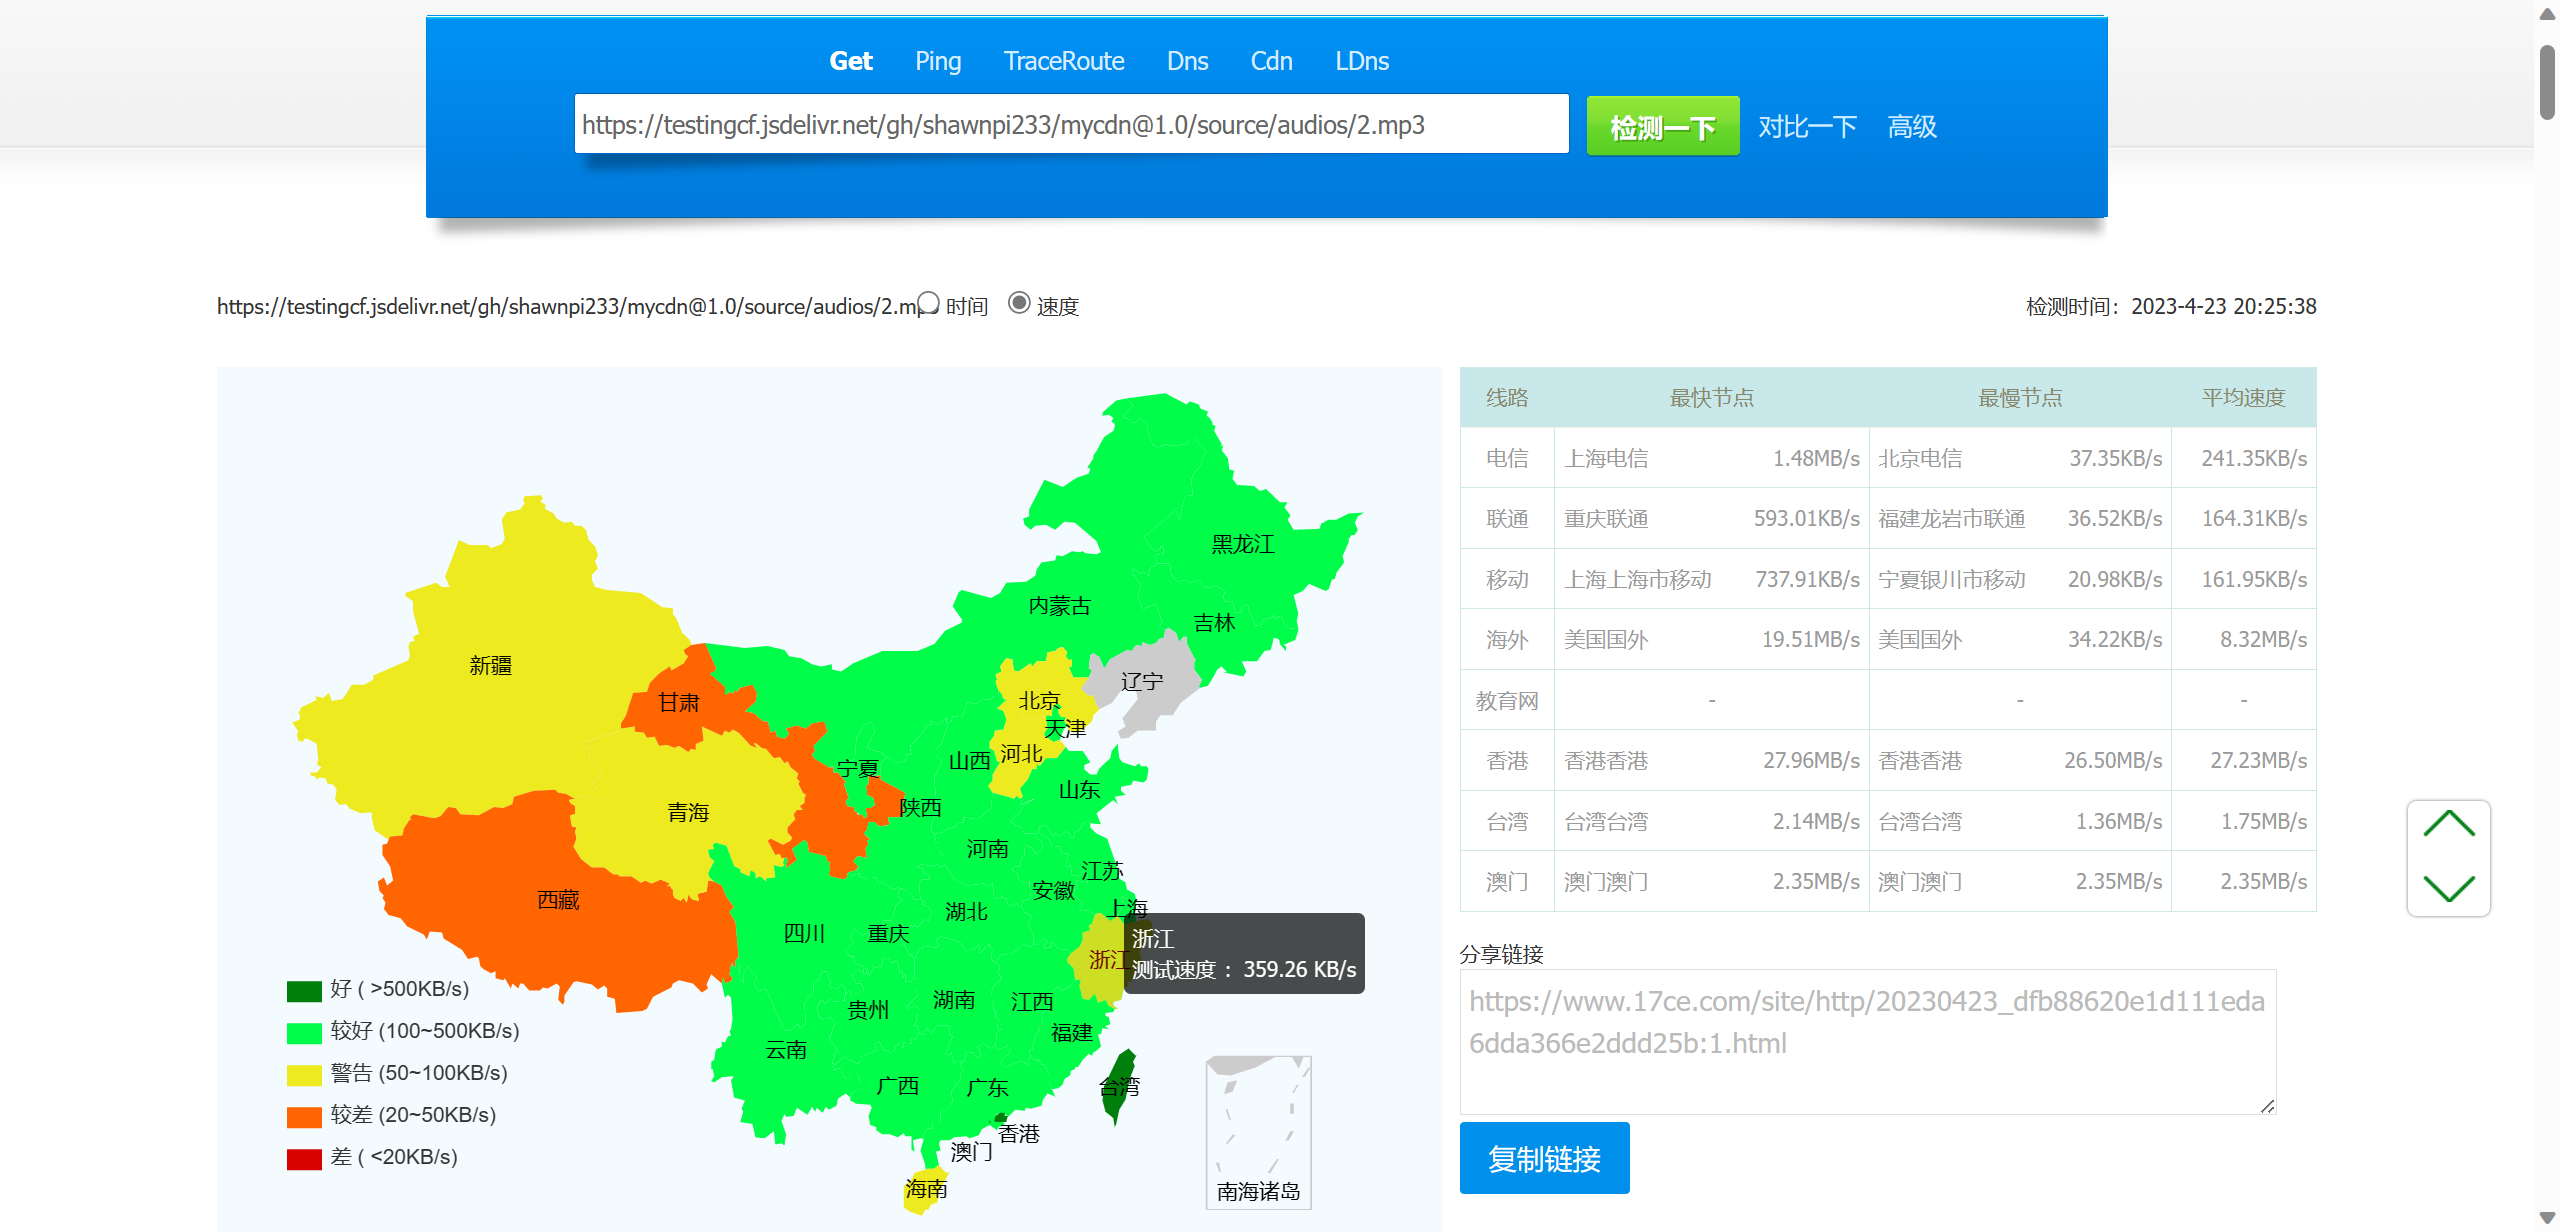 Get Ping TraceRoute Dns Cdn LDns
https://testingcf.jsdelivr.net/gh/shawnpi233/mycdn@1.0/source/audios/2.mp3 检测一下 对比一下 高级
https://testingcf.jsdelivr.net/gh/shawnpi233/mycdn@1.0/source/audios/2.mp3 时间 速度 检测时间：2023-4-23 20:25:38
黑龙江
内蒙古
吉林
新疆
辽宁
甘肃
北京
天津
河北
山西
宁夏
山东
陕西
青海
河南
江苏
安徽
西藏
上海
湖北
四川
重庆
浙江
浙江
测试速度 : 359.26 KB/s
湖南
江西
贵州
福建
云南
广西
广东
台湾
香港
澳门
海南
南海诸岛
好 ( >500KB/s)
较好 (100~500KB/s)
警告 (50~100KB/s)
较差 (20~50KB/s)
差 ( <20KB/s)
线路 最快节点 最慢节点 平均速度
电信 上海电信 1.48MB/s 北京电信 37.35KB/s 241.35KB/s
联通 重庆联通 593.01KB/s 福建龙岩市联通 36.52KB/s 164.31KB/s
移动 上海上海市移动 737.91KB/s 宁夏银川市移动 20.98KB/s 161.95KB/s
海外 美国国外 19.51MB/s 美国国外 34.22KB/s 8.32MB/s
教育网 - - -
香港 香港香港 27.96MB/s 香港香港 26.50MB/s 27.23MB/s
台湾 台湾台湾 2.14MB/s 台湾台湾 1.36MB/s 1.75MB/s
澳门 澳门澳门 2.35MB/s 澳门澳门 2.35MB/s 2.35MB/s
分享链接
https://www.17ce.com/site/http/20230423_dfb88620e1d111eda
6dda366e2ddd25b:1.html
复制链接